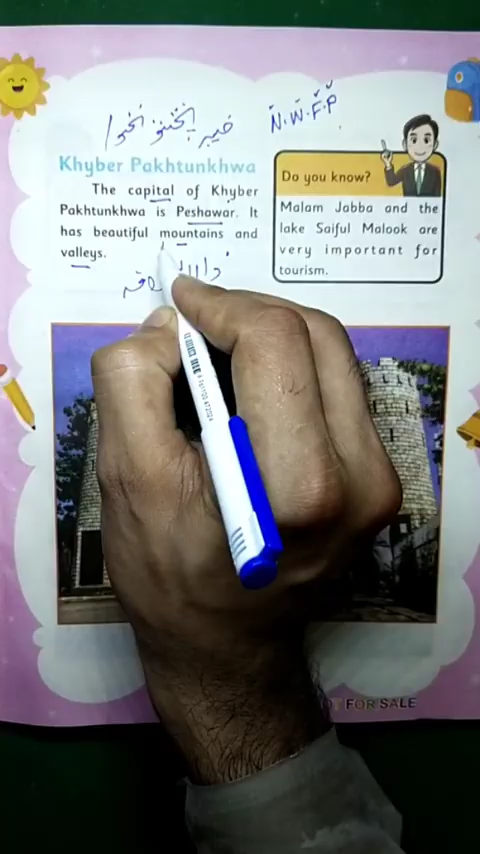 خیبر پختونخوا
N.W.F.P
Khyber Pakhtunkhwa
The capital of Khyber
Pakhtunkhwa is Peshawar. It
has beautiful mountains and
valleys.
Do you know?
Malam Jabba and the
lake Saiful Malook are
very important for
tourism.
FOR SALE